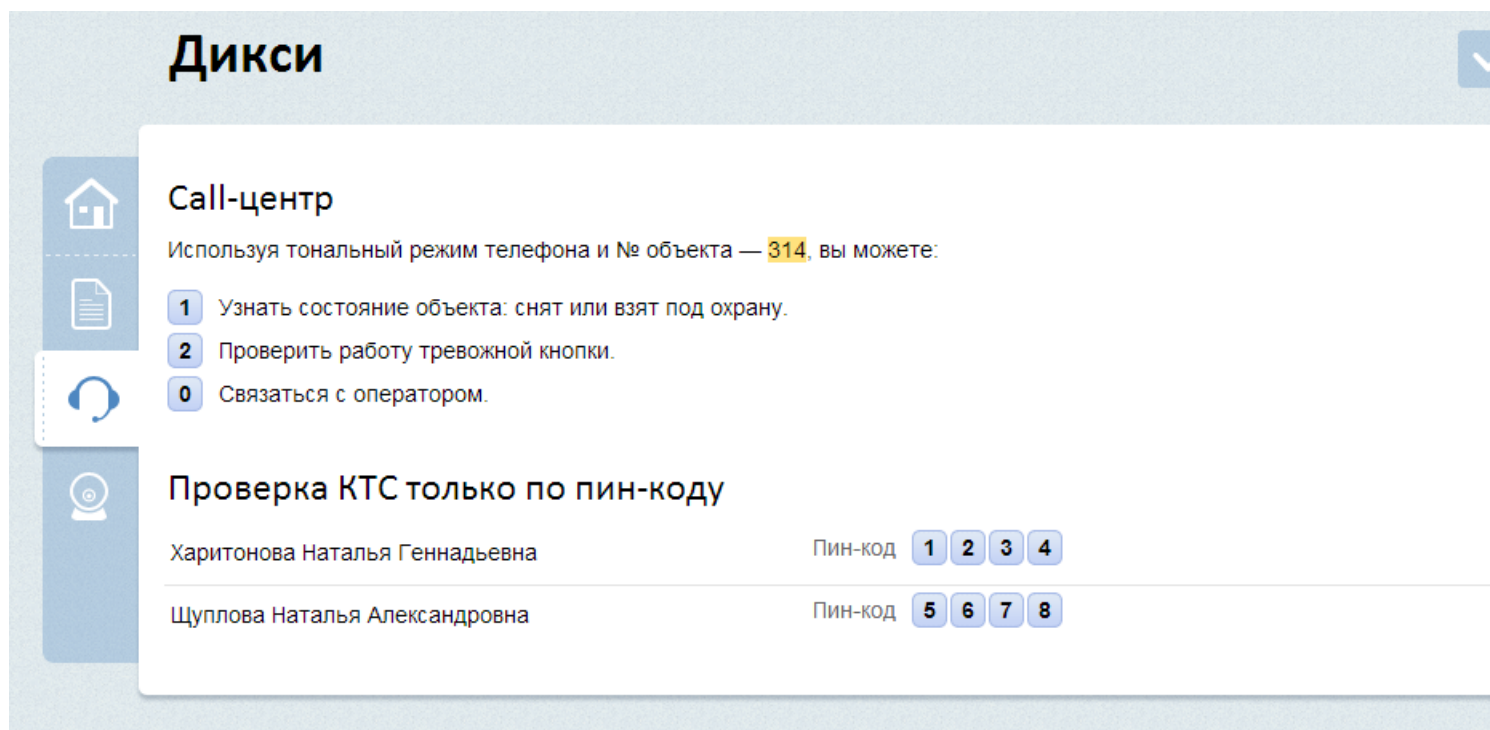 Дикси
Call-центр
Используя тональный режим телефона и № объекта — 314, вы можете:
1 Узнать состояние объекта: снят или взят под охрану.
2 Проверить работу тревожной кнопки.
0 Связаться с оператором.
Проверка КТС только по пин-коду
Харитонова Наталья Геннадьевна Пин-код 1 2 3 4
Щуплова Наталья Александровна Пин-код 5 6 7 8